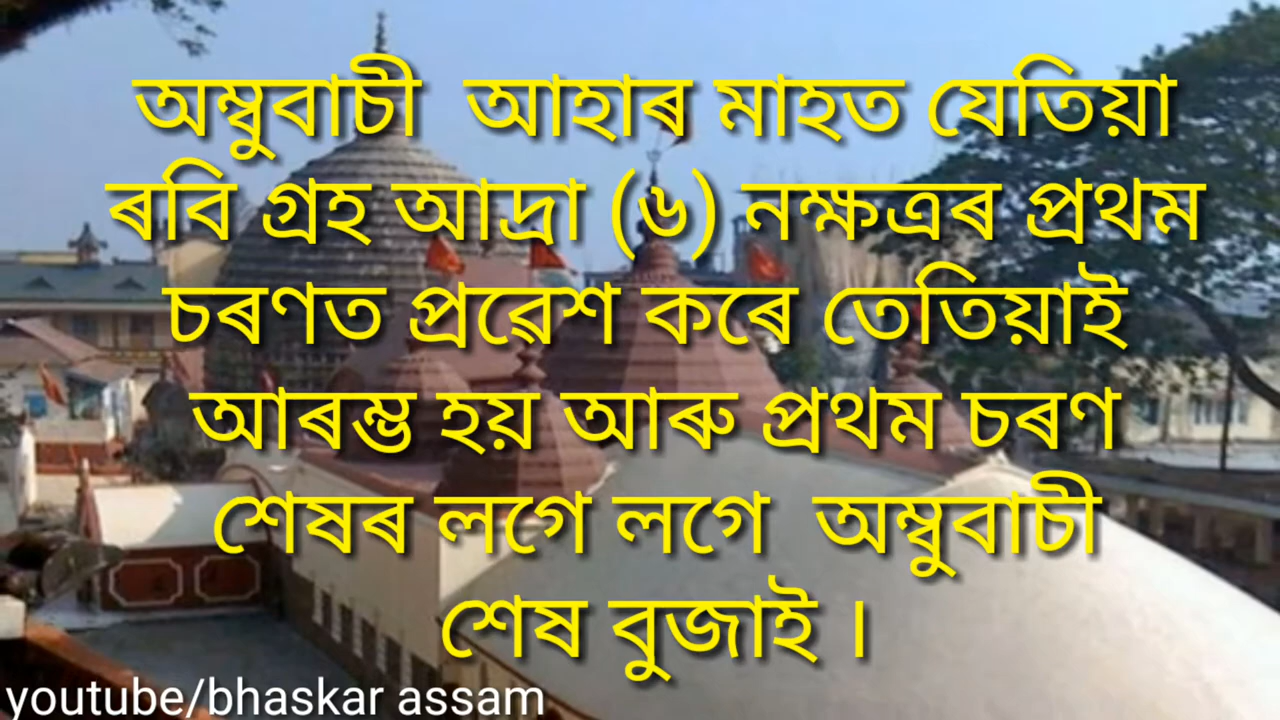 অম্বুবাচী আহাৰ মাহত যেতিয়া
ৰবি গ্ৰহ আদ্ৰা (৬) নক্ষত্ৰৰ প্ৰথম
চৰণত প্ৰৱেশ কৰে তেতিয়াই
আৰম্ভ হয় আৰু প্ৰথম চৰণ
শেষৰ লগে লগে অম্বুবাচী
শেষ বুজাই ।
youtube/bhaskar assam